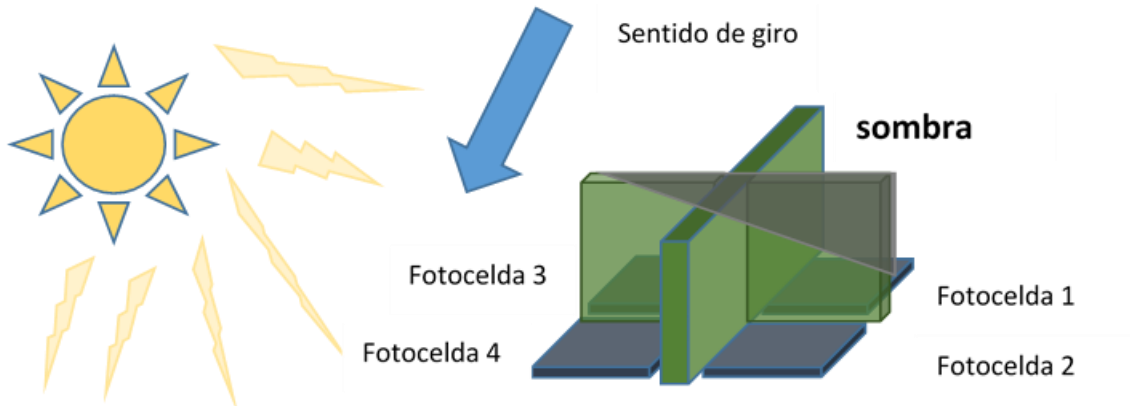 Sentido de giro
sombra
Fotocelda 3
Fotocelda 1
Fotocelda 4
Fotocelda 2